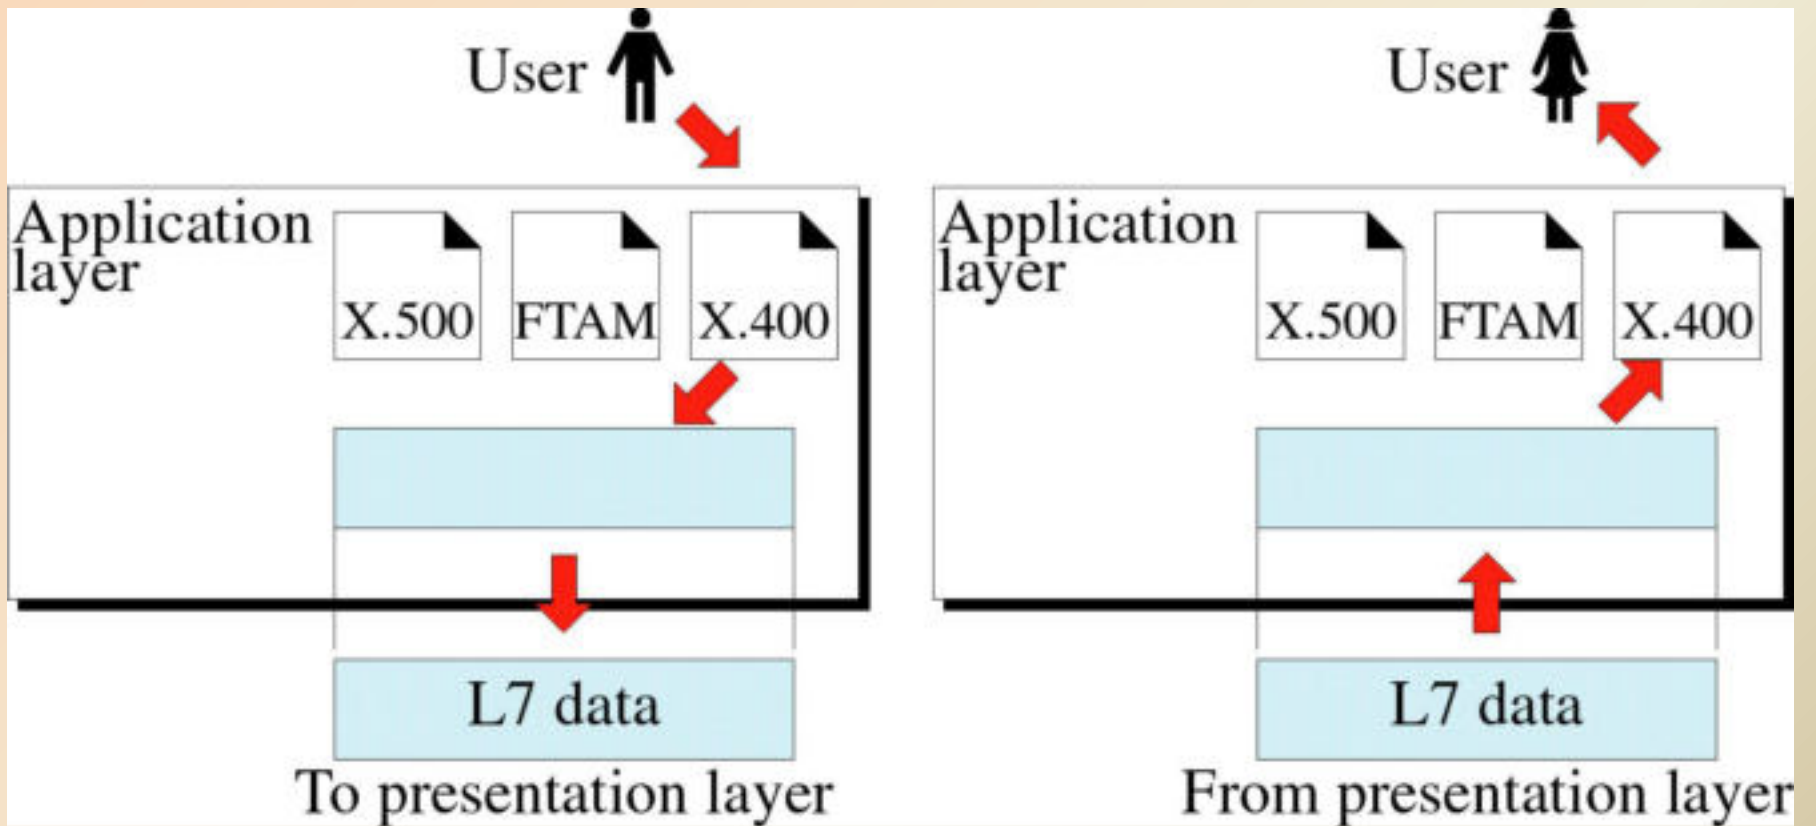 User
Application
layer
X.500 FTAM X.400
L7 data
To presentation layer
User
Application
layer
X.500 FTAM X.400
L7 data
From presentation layer